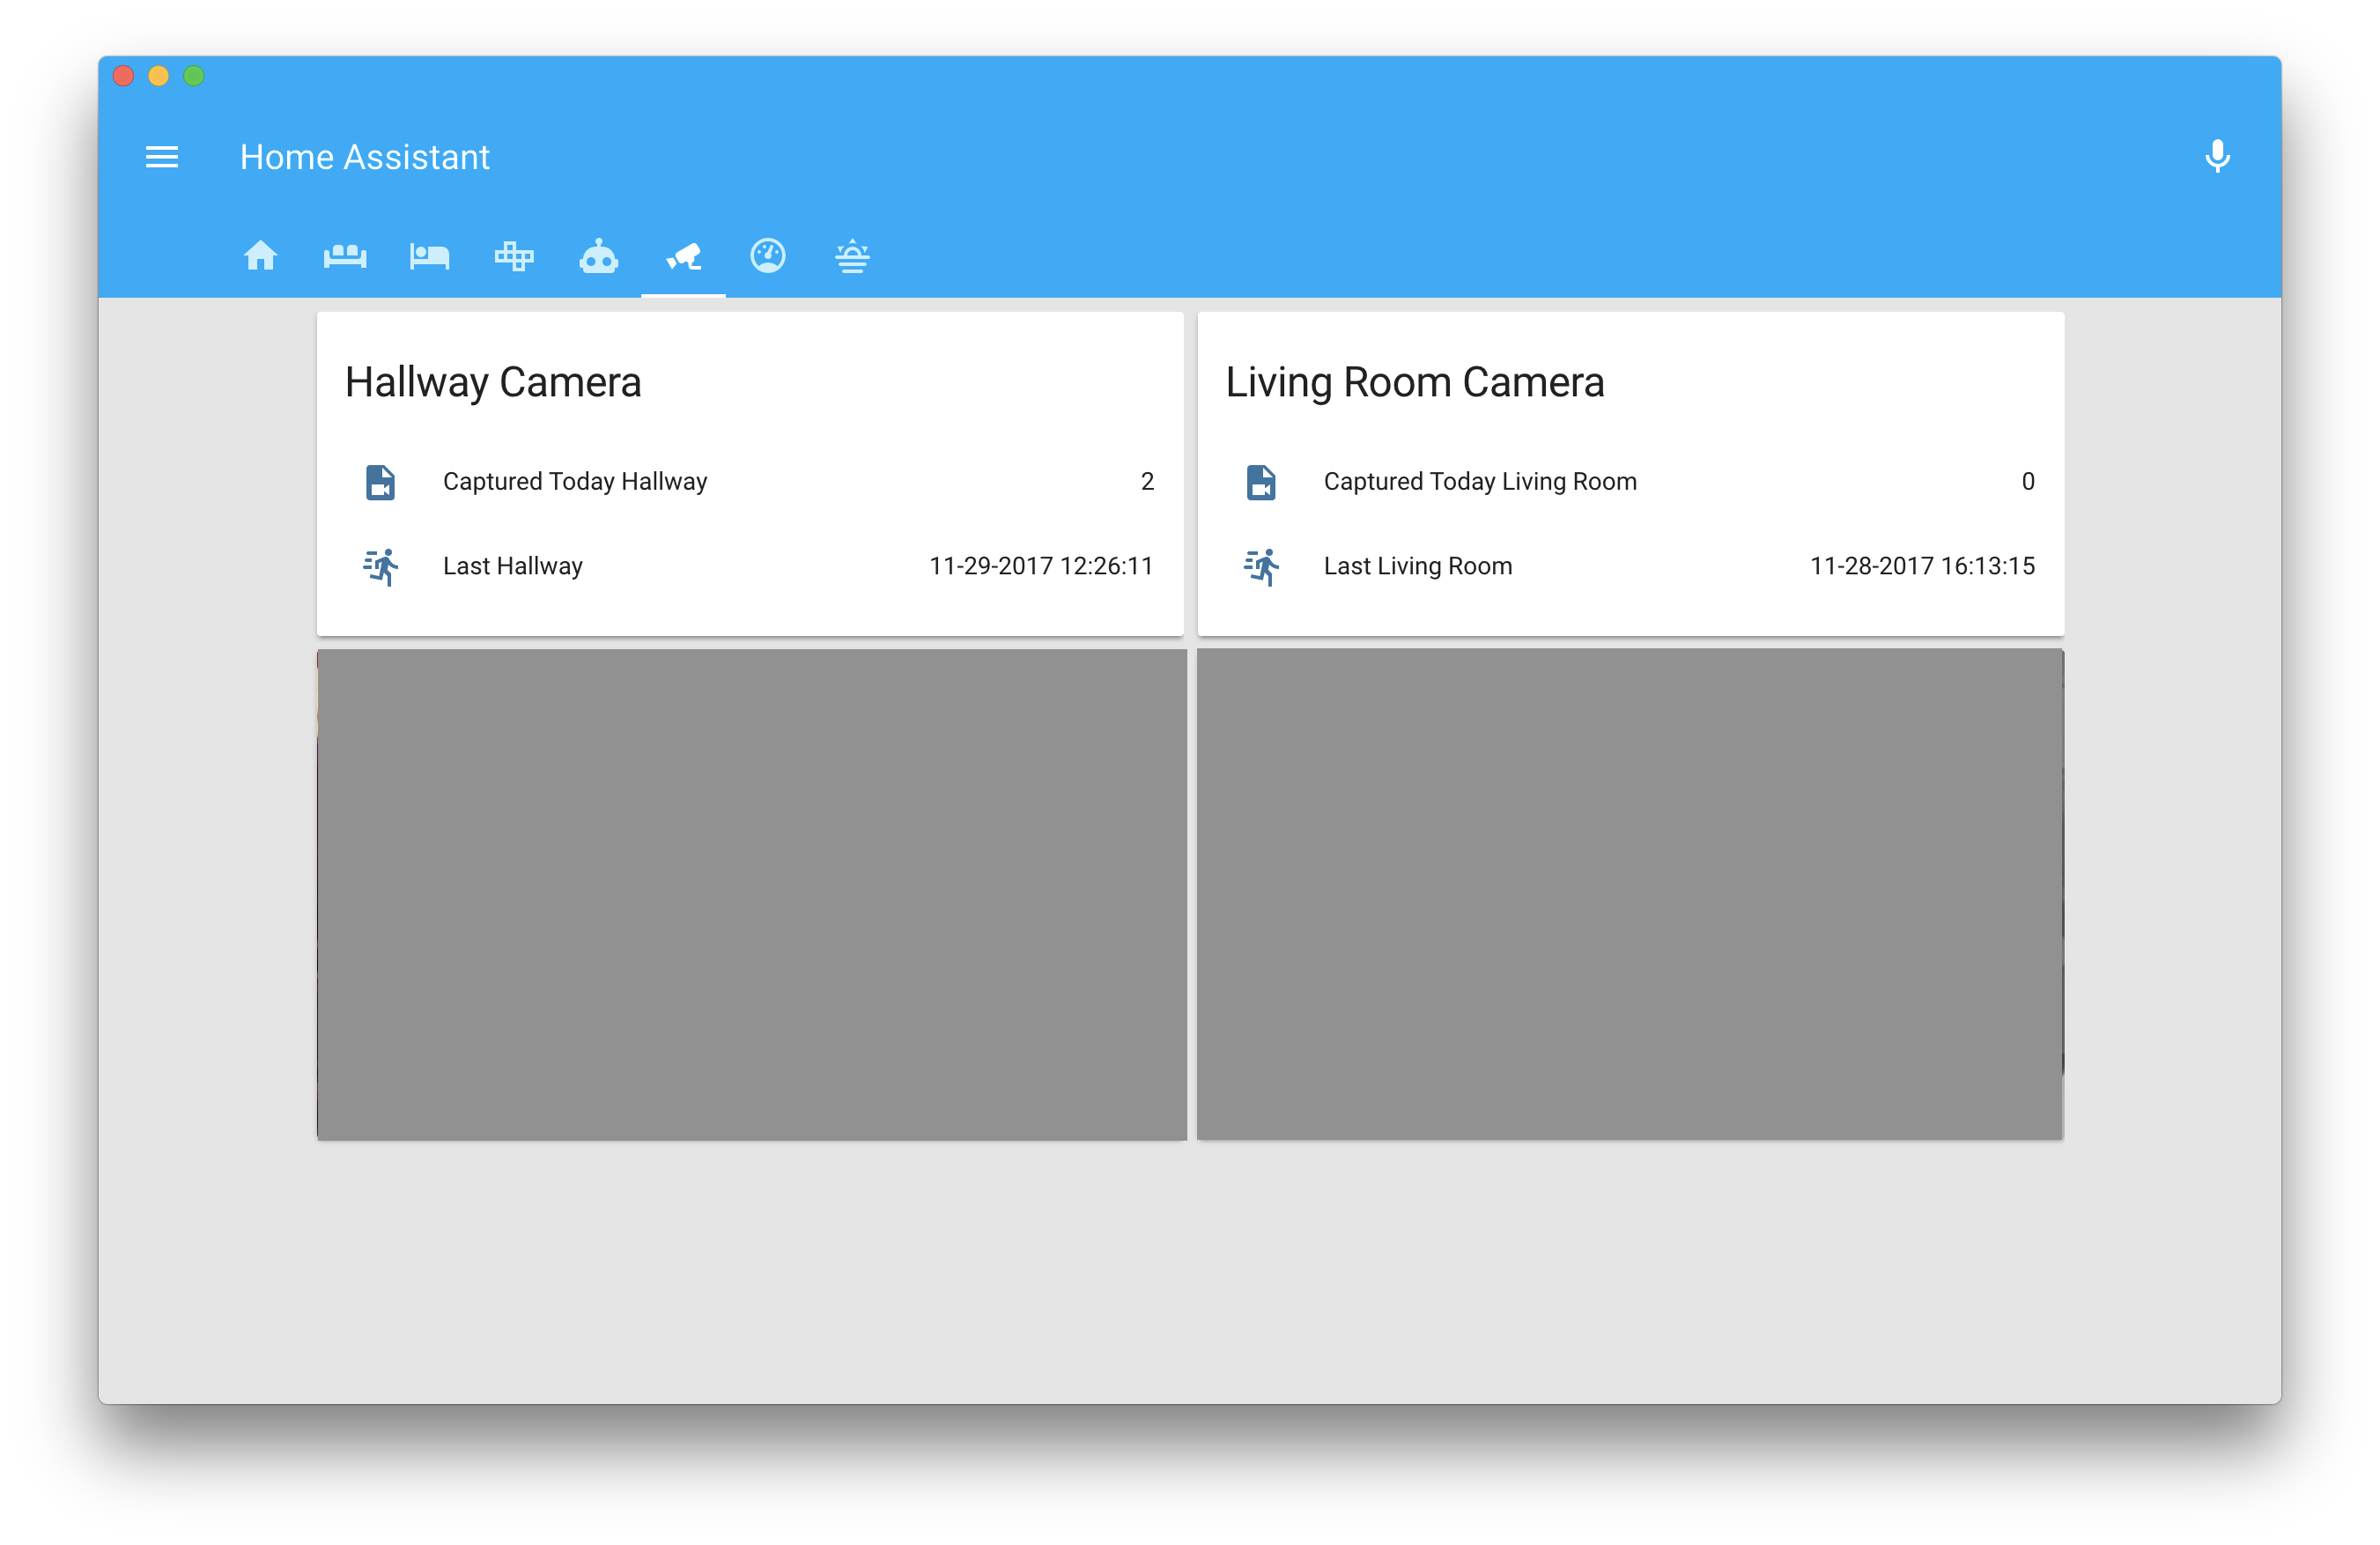 Home Assistant
Hallway Camera
Captured Today Hallway 2
Last Hallway 11-29-2017 12:26:11
Living Room Camera
Captured Today Living Room 0
Last Living Room 11-28-2017 16:13:15